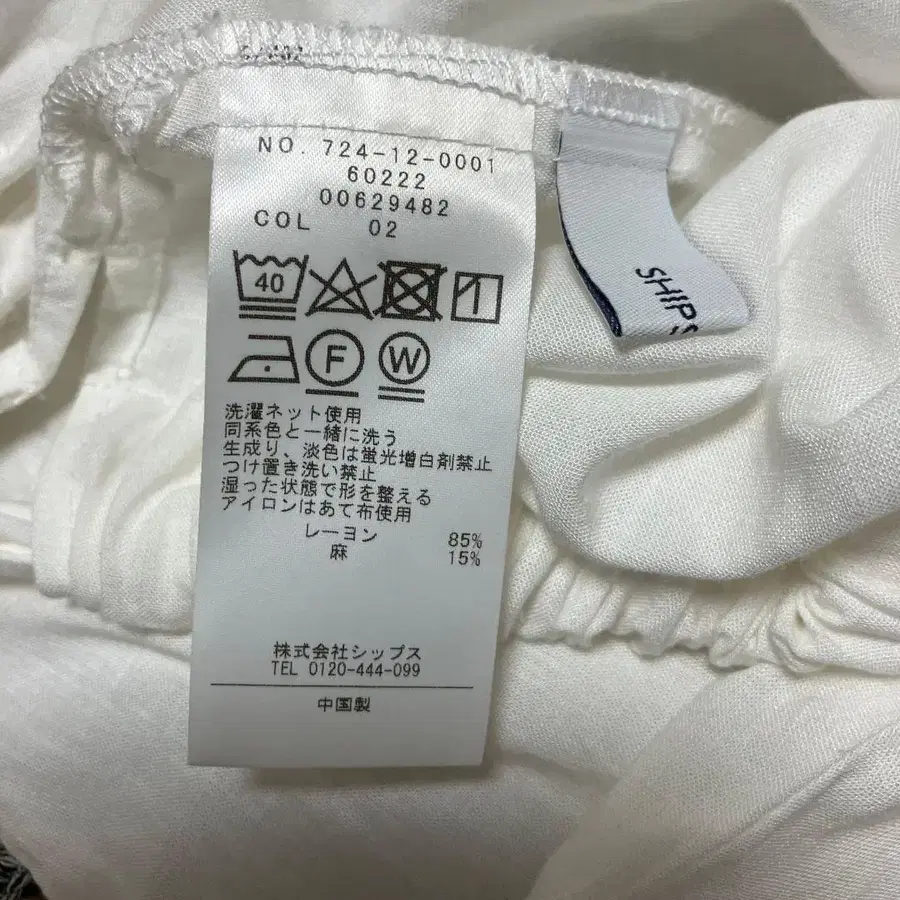 NO. 724-12-0001
60222
00629482
COL 02
40
F
W
洗濯ネット使用
同系色と一緒に洗う
生成り、淡色は蛍光増白剤禁止
つけ置き洗い禁止
湿った状態で形を整える
アイロンはあて布使用
レーヨン 85%
麻 15%
株式会社シップス
TEL 0120-444-099
中国製
SHIPS